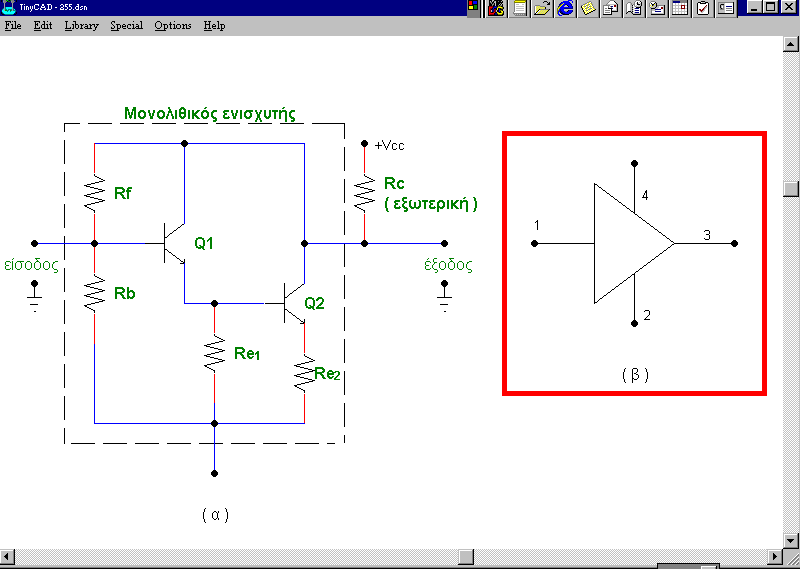 TinyCAD - 255.dsn
File Edit Library Special Options Help
Μονολιθικός ενισχυτής
+Vcc
Rf
Rc
( εξωτερική )
Q1
είσοδος
έξοδος
Rb
Q2
Re1
Re2
( α )
1
4
3
2
( β )